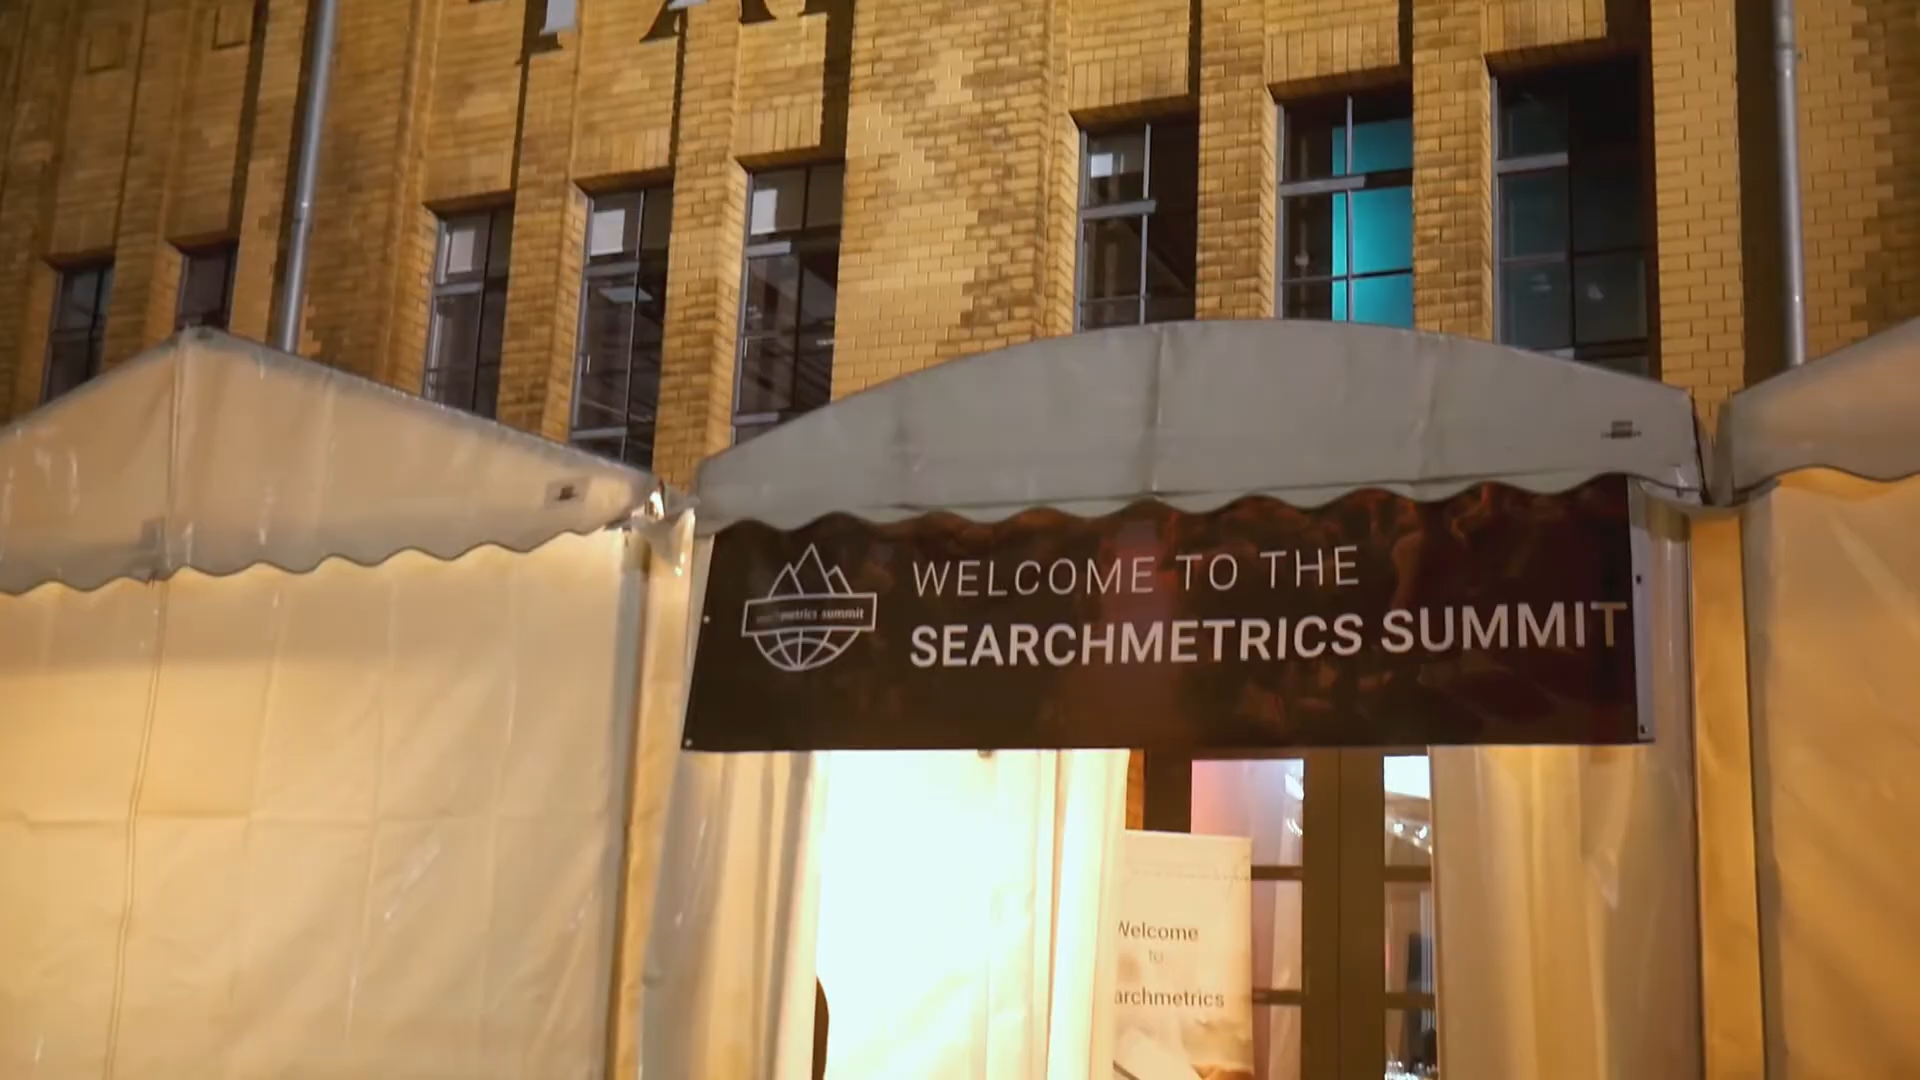 WELCOME TO THE
SEARCHMETRICS SUMMIT
searchmetrics summit
Welcome
to
archmetrics